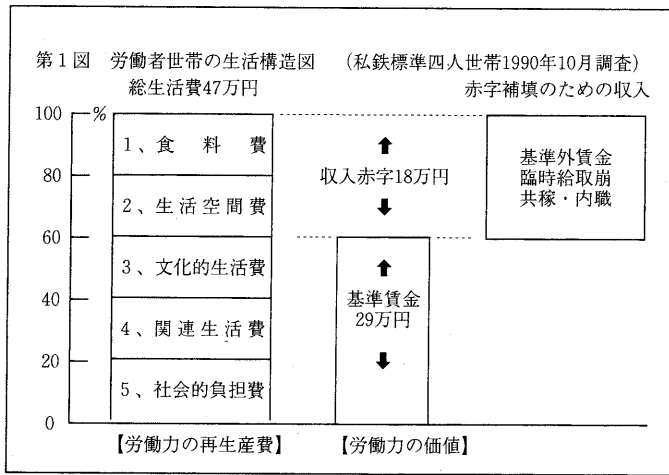 第1図 労働者世帯の生活構造図 (私鉄標準四人世帯1990年10月調査)
総生活費47万円 赤字補填のための収入
100 %
1、食料費
80
2、生活空間費
60
3、文化的生活費
40
4、関連生活費
20
5、社会的負担費
0
収入赤字18万円
基準賃金
29万円
基準外賃金
臨時給取崩
共稼・内職
【労働力の再生産費】 【労働力の価値】